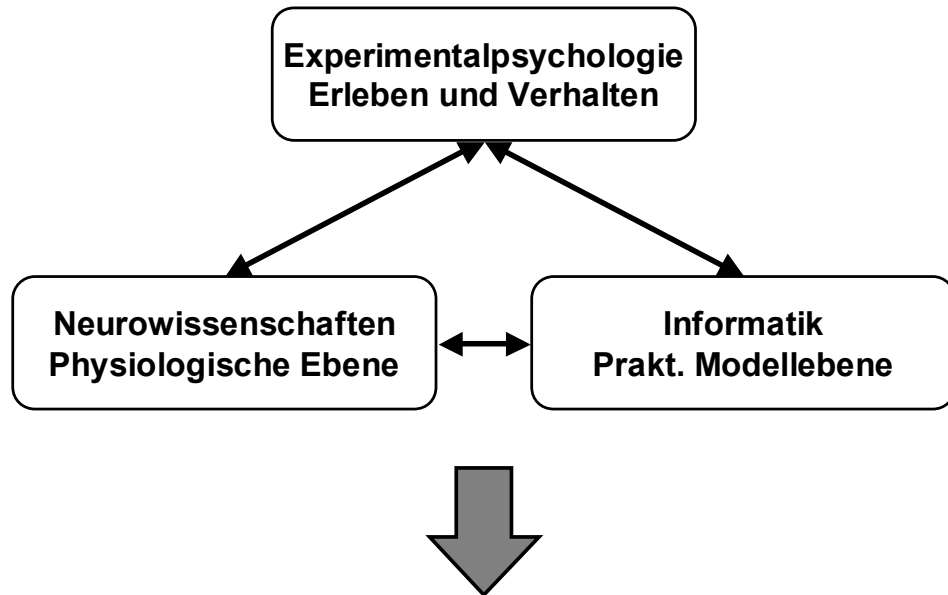 Experimentalpsychologie
Erleben und Verhalten
Neurowissenschaften
Physiologische Ebene
Informatik
Prakt. Modellebene